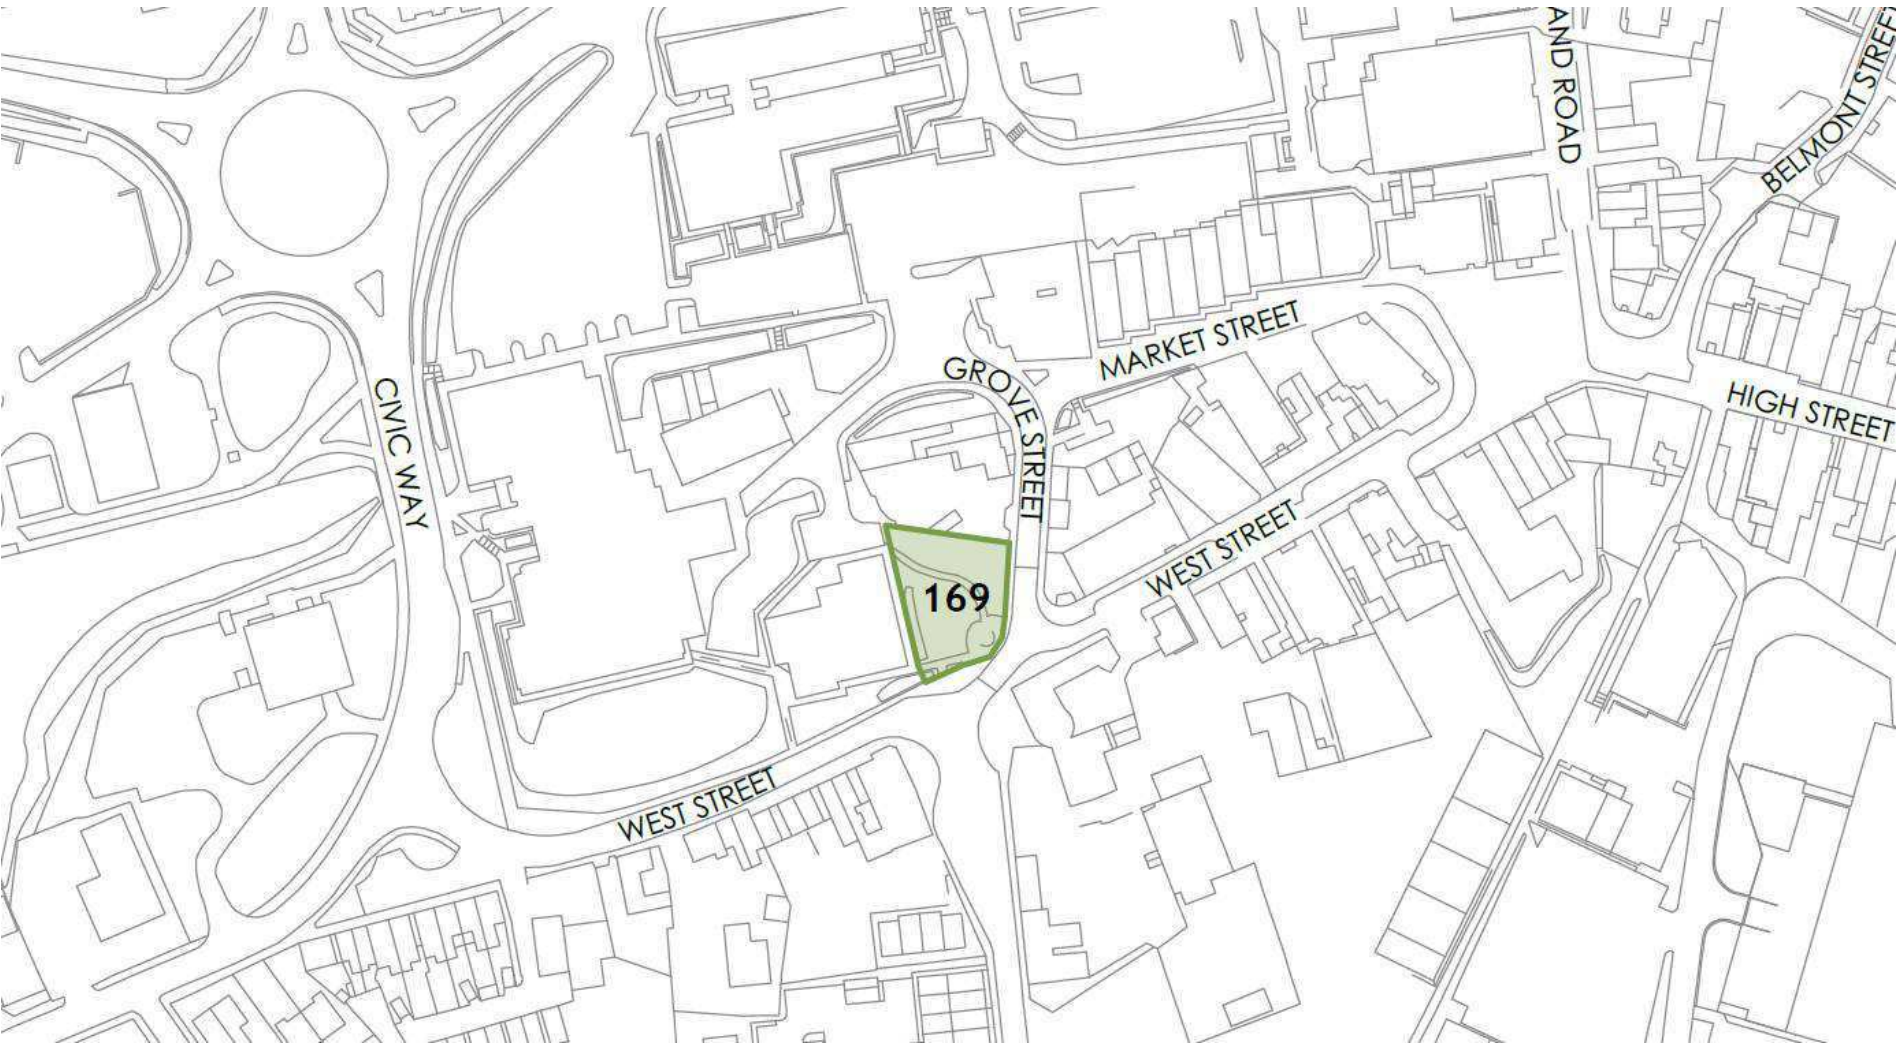 AND ROAD
BELMONT STREE
MARKET STREET
GROVE STREET
CIVIC WAY
HIGH STREET
WEST STREET
169
WEST STREET